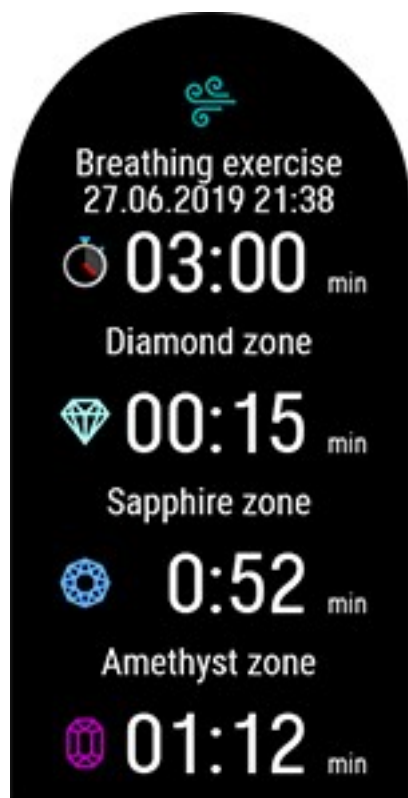 Breathing exercise
27.06.2019 21:38
03:00 min
Diamond zone
00:15 min
Sapphire zone
0:52 min
Amethyst zone
01:12 min